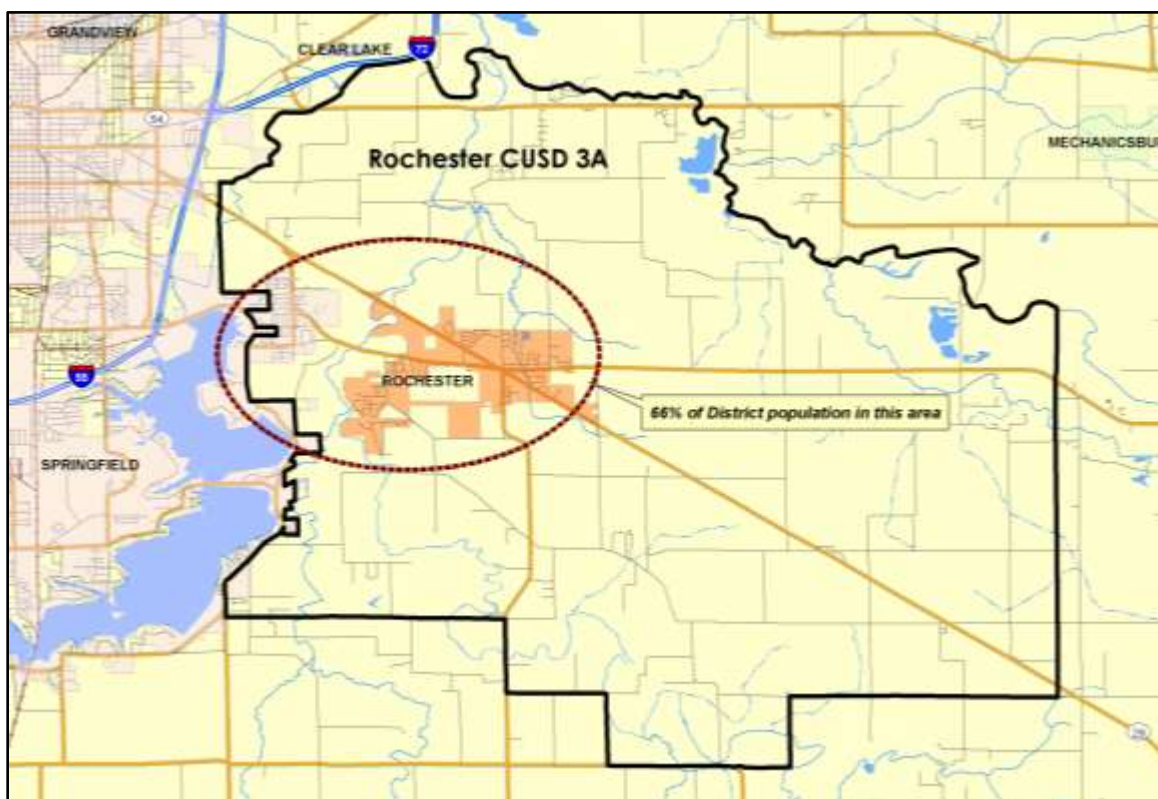 GRANDVIEW
CLEAR LAKE
72
54
Rochester CUSD 3A
MECHANICSBU
ROCHESTER
55
66% of District population in this area
SPRINGFIELD
29